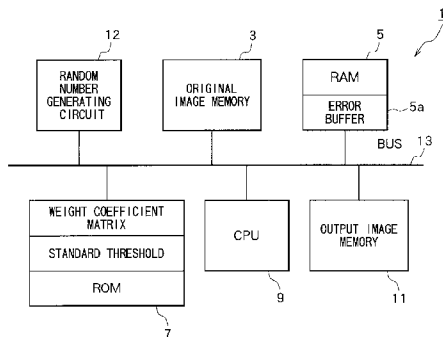 1
12
3
5
RANDOM
NUMBER
GENERATING
CIRCUIT
ORIGINAL
IMAGE MEMORY
RAM
ERROR
BUFFER
5a
BUS
13
WEIGHT COEFFICIENT
MATRIX
STANDARD THRESHOLD
ROM
CPU
OUTPUT IMAGE
MEMORY
7
9
11